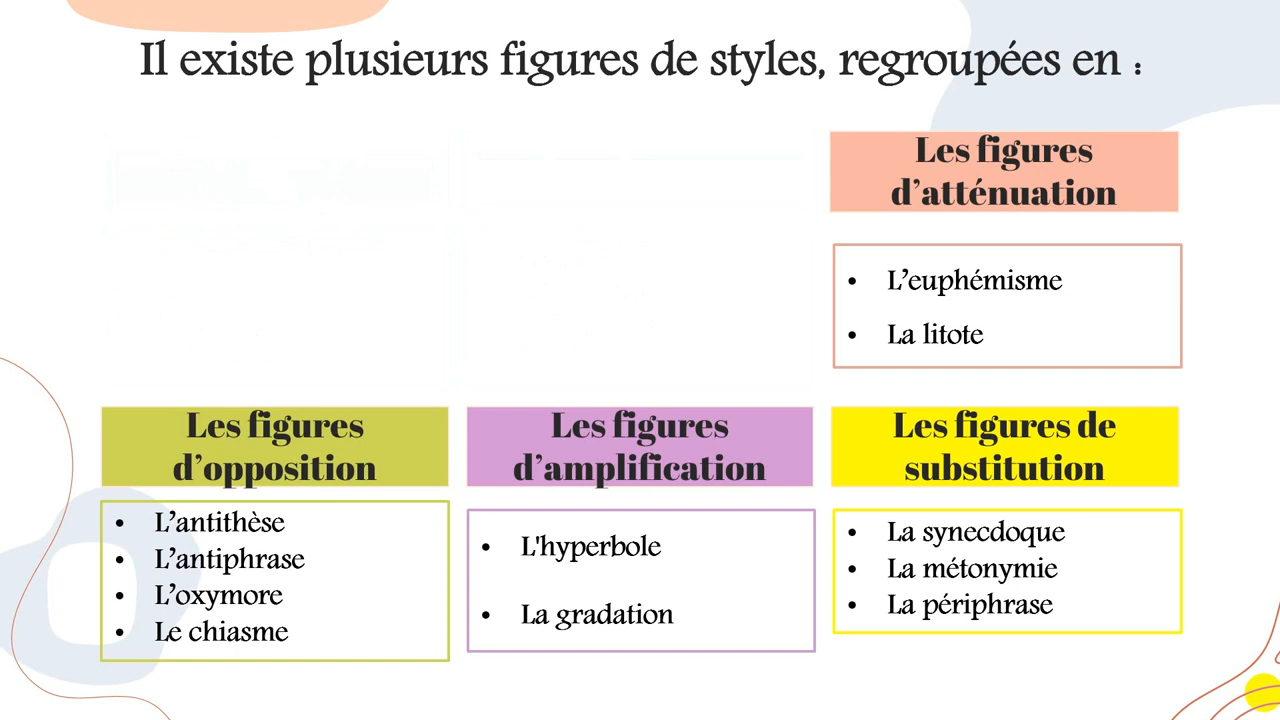 Il existe plusieurs figures de styles, regroupées en :
Les figures
d’atténuation
• L’euphémisme
• La litote
Les figures
d’opposition
• L’antithèse
• L’antiphrase
• L’oxymore
• Le chiasme
Les figures
d’amplification
• L'hyperbole
• La gradation
Les figures de
substitution
• La synecdoque
• La métonymie
• La périphrase